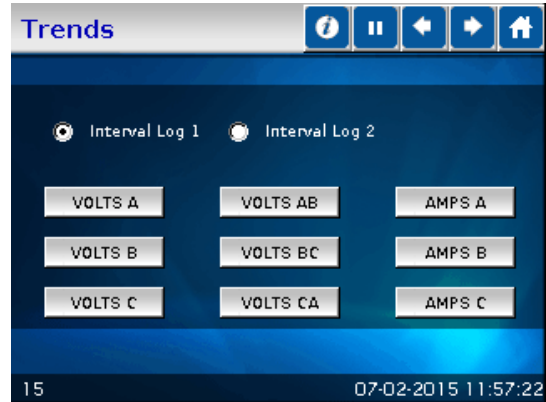 Trends
Interval Log 1 Interval Log 2
VOLTS A VOLTS AB AMPS A
VOLTS B VOLTS BC AMPS B
VOLTS C VOLTS CA AMPS C
15 07-02-2015 11:57:22